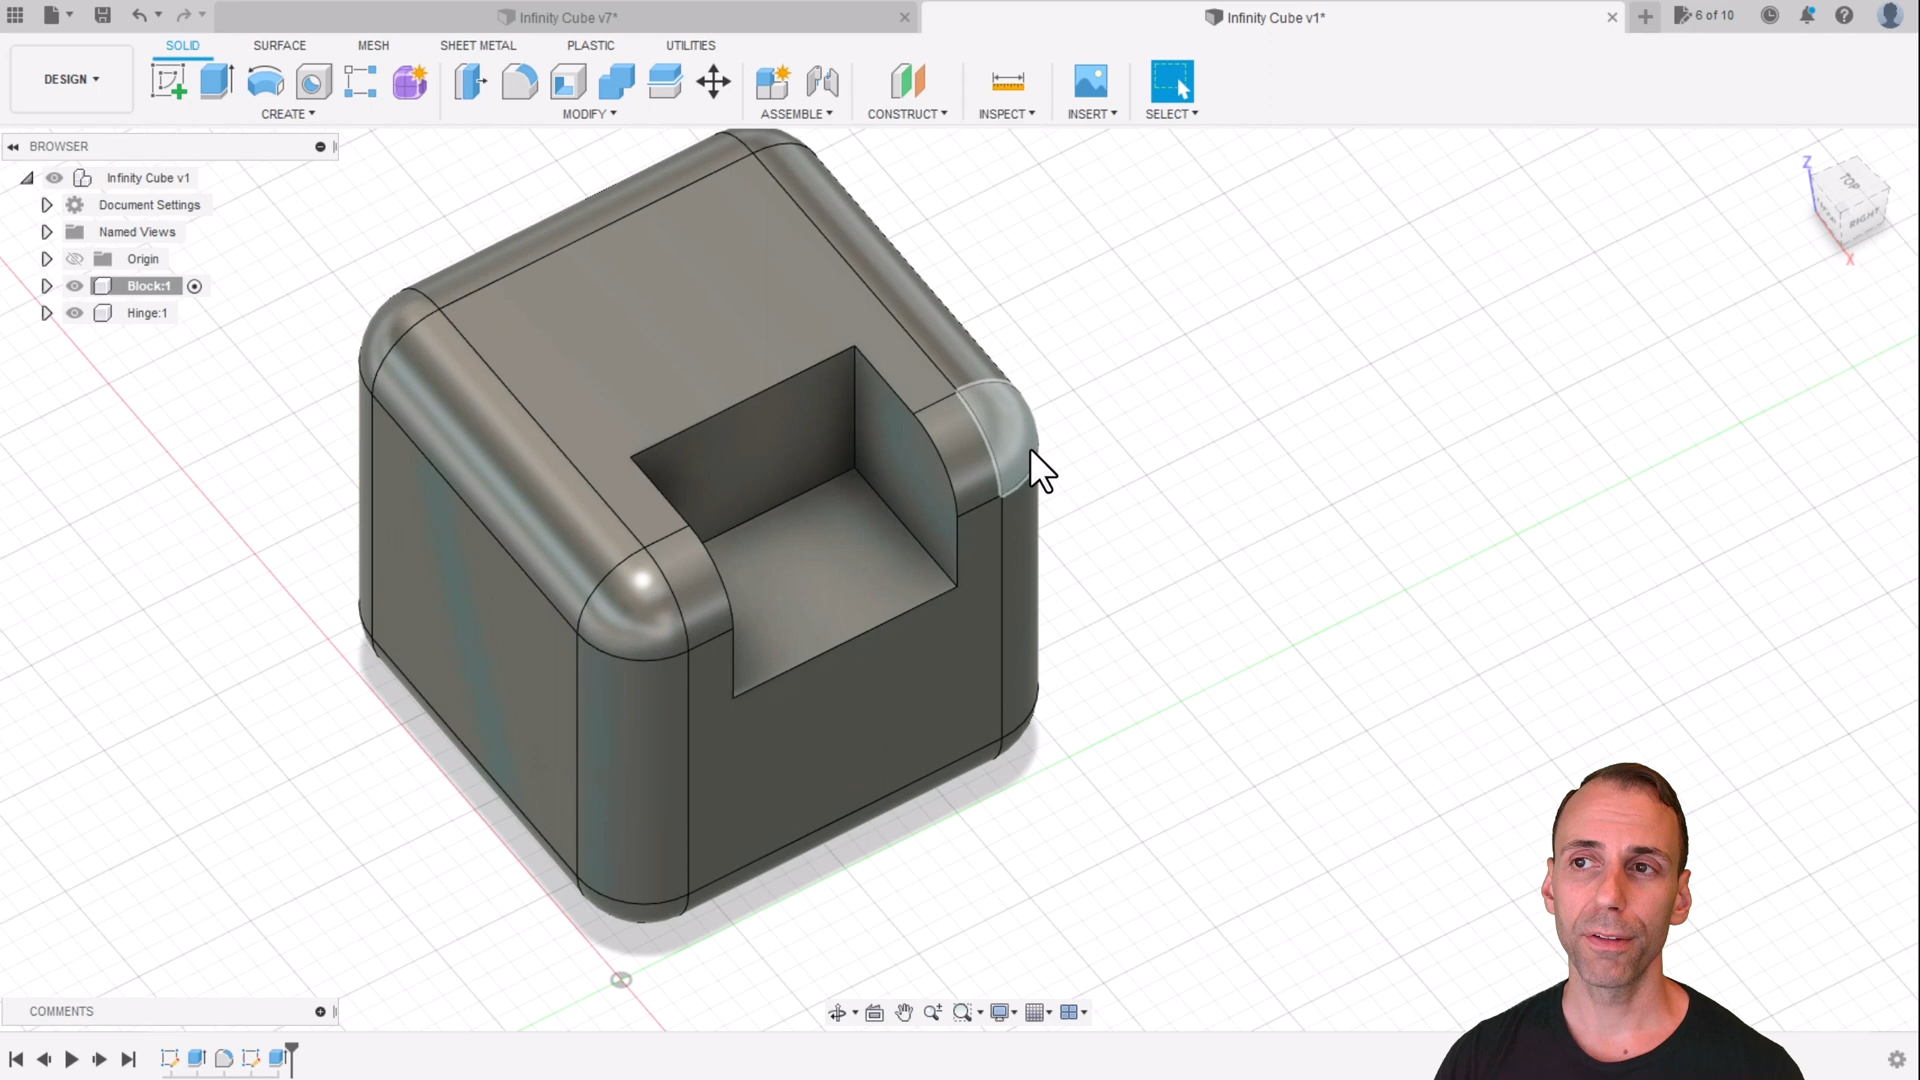 Infinity Cube v7*
Infinity Cube v1*
6 of 10
SOLID
SURFACE
MESH
SHEET METAL
PLASTIC
UTILITIES
DESIGN
CREATE
MODIFY
ASSEMBLE
CONSTRUCT
INSPECT
INSERT
SELECT
BROWSER
Infinity Cube v1
Document Settings
Named Views
Origin
Block:1
Hinge:1
Z
TOP
RIGHT
X
COMMENTS